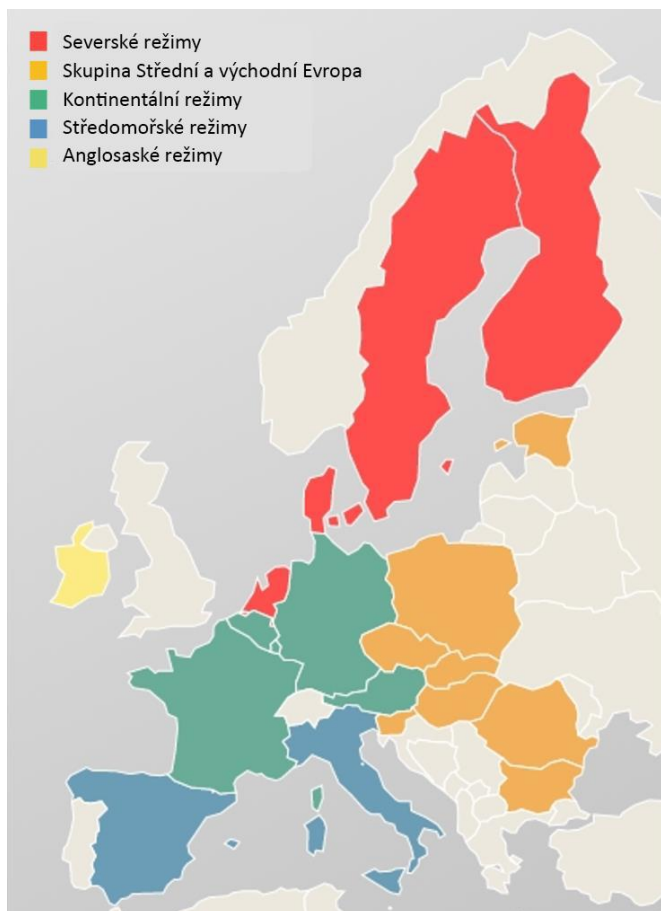 Severské režimy
Skupina Střední a východní Evropa
Kontinentální režimy
Středomořské režimy
Anglosaské režimy